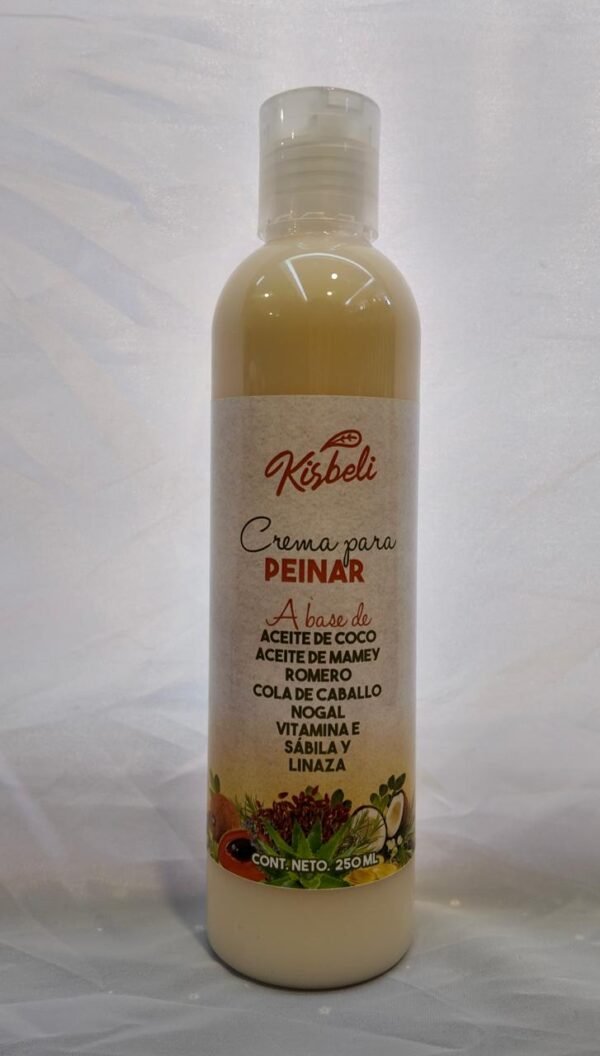 Kisbeli
Crema para
PEINAR
A base de
ACEITE DE COCO
ACEITE DE MAMEY
ROMERO
COLA DE CABALLO
NOGAL
VITAMINA E
SÁBILA Y
LINAZA
CONT. NETO. 250 ML